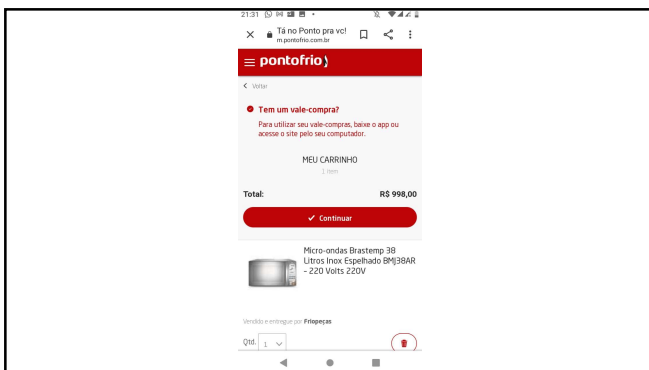 21:31
Tá no Ponto pra vc!
m.pontofrio.com.br
pontofrio
Voltar
Tem um vale-compra?
Para utilizar seu vale-compras, baixe o app ou
acesse o site pelo seu computador.
MEU CARRINHO
1 item
Total: R$ 998,00
Continuar
Micro-ondas Brastemp 38
Litros Inox Espelhado BMJ38AR
- 220 Volts 220V
Vendido e entregue por Friopeças
Qtd. 1